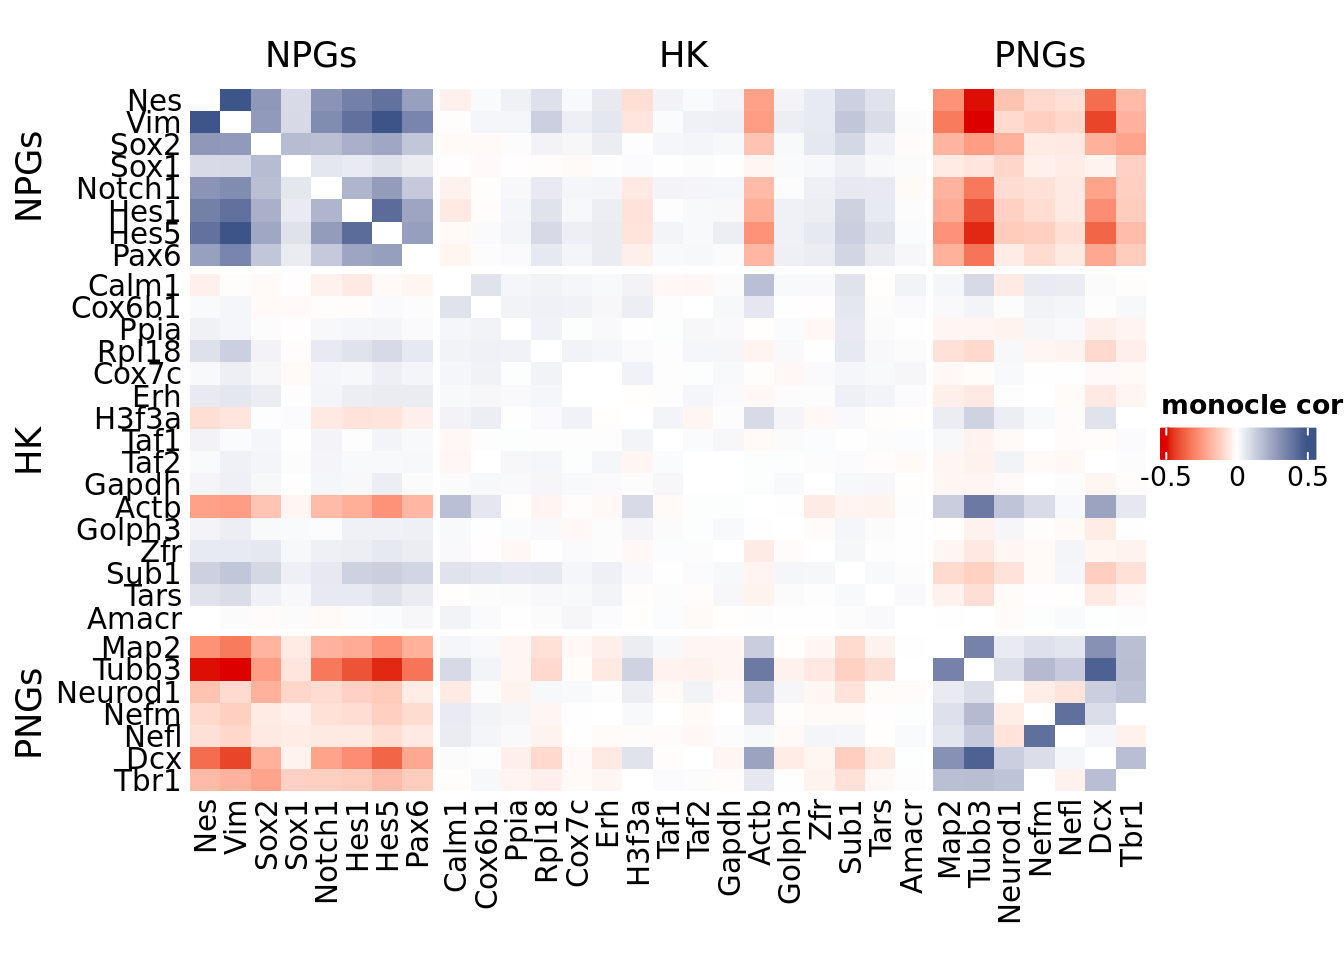 NPGs HK PNGs
NPGs
HK
PNGs
Nes
Vim
Sox2
Sox1
Notch1
Hes1
Hes5
Pax6
Calm1
Cox6b1
Ppia
Rpl18
Cox7c
Erh
H3f3a
Taf1
Taf2
Gapdh
Actb
Golph3
Zfr
Sub1
Tars
Amacr
Map2
Tubb3
Neurod1
Nefm
Nefl
Dcx
Tbr1
monocle cor
-0.5 0 0.5
Nes
Vim
Sox2
Sox1
Notch1
Hes1
Hes5
Pax6
Calm1
Cox6b1
Ppia
Rpl18
Cox7c
Erh
H3f3a
Taf1
Taf2
Gapdh
Actb
Golph3
Zfr
Sub1
Tars
Amacr
Map2
Tubb3
Neurod1
Nefm
Nefl
Dcx
Tbr1